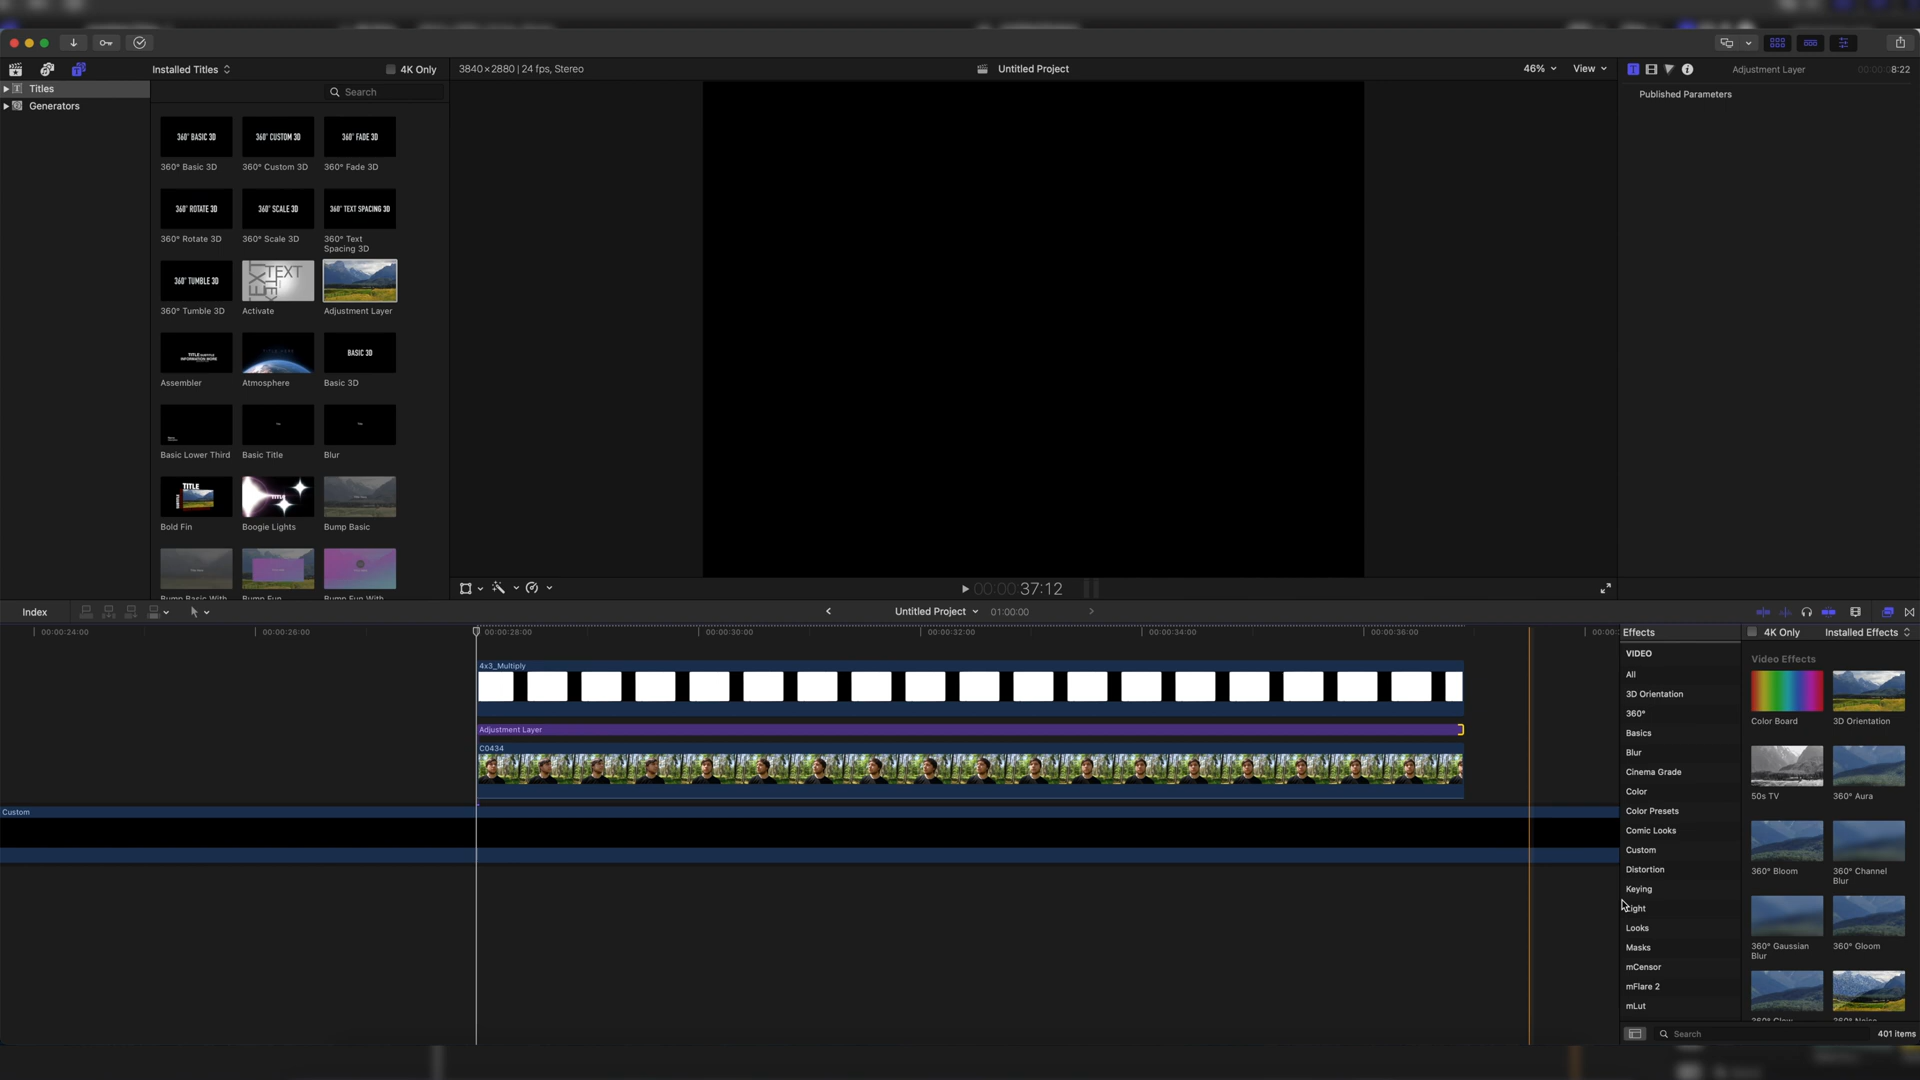 Installed Titles
4K Only
3840×2880 | 24 fps, Stereo
Untitled Project
46%
View
Adjustment Layer
00:00:08:22
Titles
Generators
Search
Published Parameters
360° BASIC 3D
360° CUSTOM 3D
360° FADE 3D
360° Basic 3D
360° Custom 3D
360° Fade 3D
360° ROTATE 3D
360° SCALE 3D
360° TEXT SPACING 3D
360° Rotate 3D
360° Scale 3D
360° Text
Spacing 3D
360° TUMBLE 3D
TEXT
360° Tumble 3D
Activate
Adjustment Layer
TITLE SUBTITLE
INFORMATION MORE
TITLE HERE
BASIC 3D
Assembler
Atmosphere
Basic 3D
Basic Lower Third
Basic Title
Blur
TITLE
Bold Fin
Boogie Lights
Bump Basic
Bump Basic With
Bump Fun
Bump Fun With
00:00:37:12
Index
Untitled Project
01:00:00
00:00:24:00
00:00:26:00
00:00:28:00
00:00:30:00
00:00:32:00
00:00:34:00
00:00:36:00
00:00:
4x3_Multiply
Adjustment Layer
C0434
Custom
Effects
4K Only
Installed Effects
VIDEO
All
3D Orientation
360°
Basics
Blur
Cinema Grade
Color
Color Presets
Comic Looks
Custom
Distortion
Keying
Light
Looks
Masks
mCensor
mFlare 2
mLut
Video Effects
Color Board
3D Orientation
50s TV
360° Aura
360° Bloom
360° Channel
Blur
360° Gaussian
Blur
360° Gloom
360° Glow
360° Noise
Search
401 items